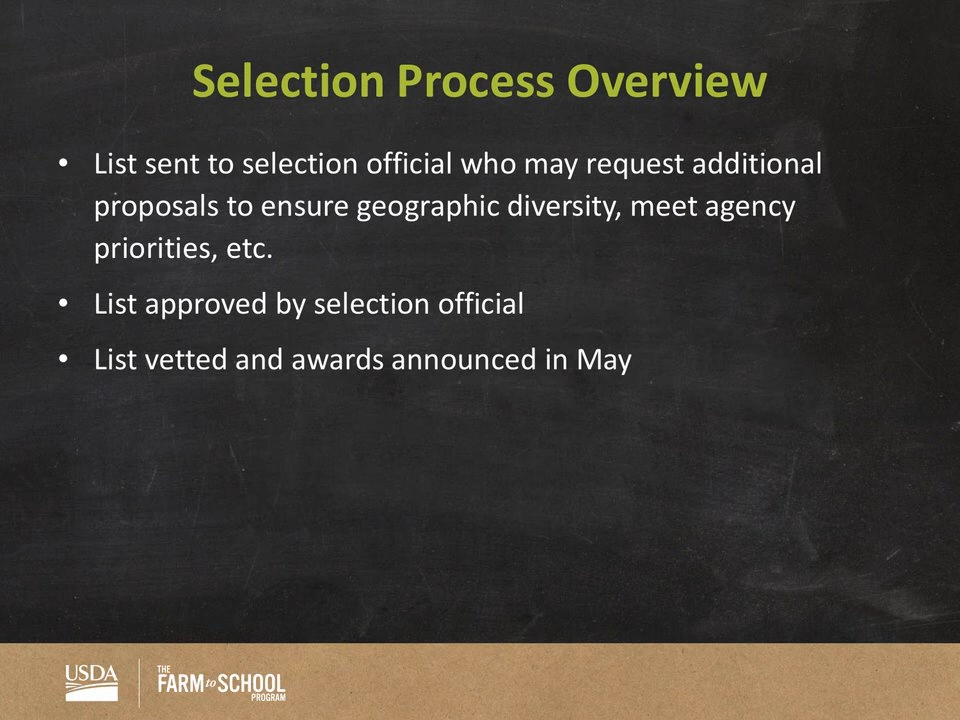 Selection Process Overview
• List sent to selection official who may request additional
proposals to ensure geographic diversity, meet agency
priorities, etc.
• List approved by selection official
• List vetted and awards announced in May
USDA
THE
FARM to SCHOOL
PROGRAM